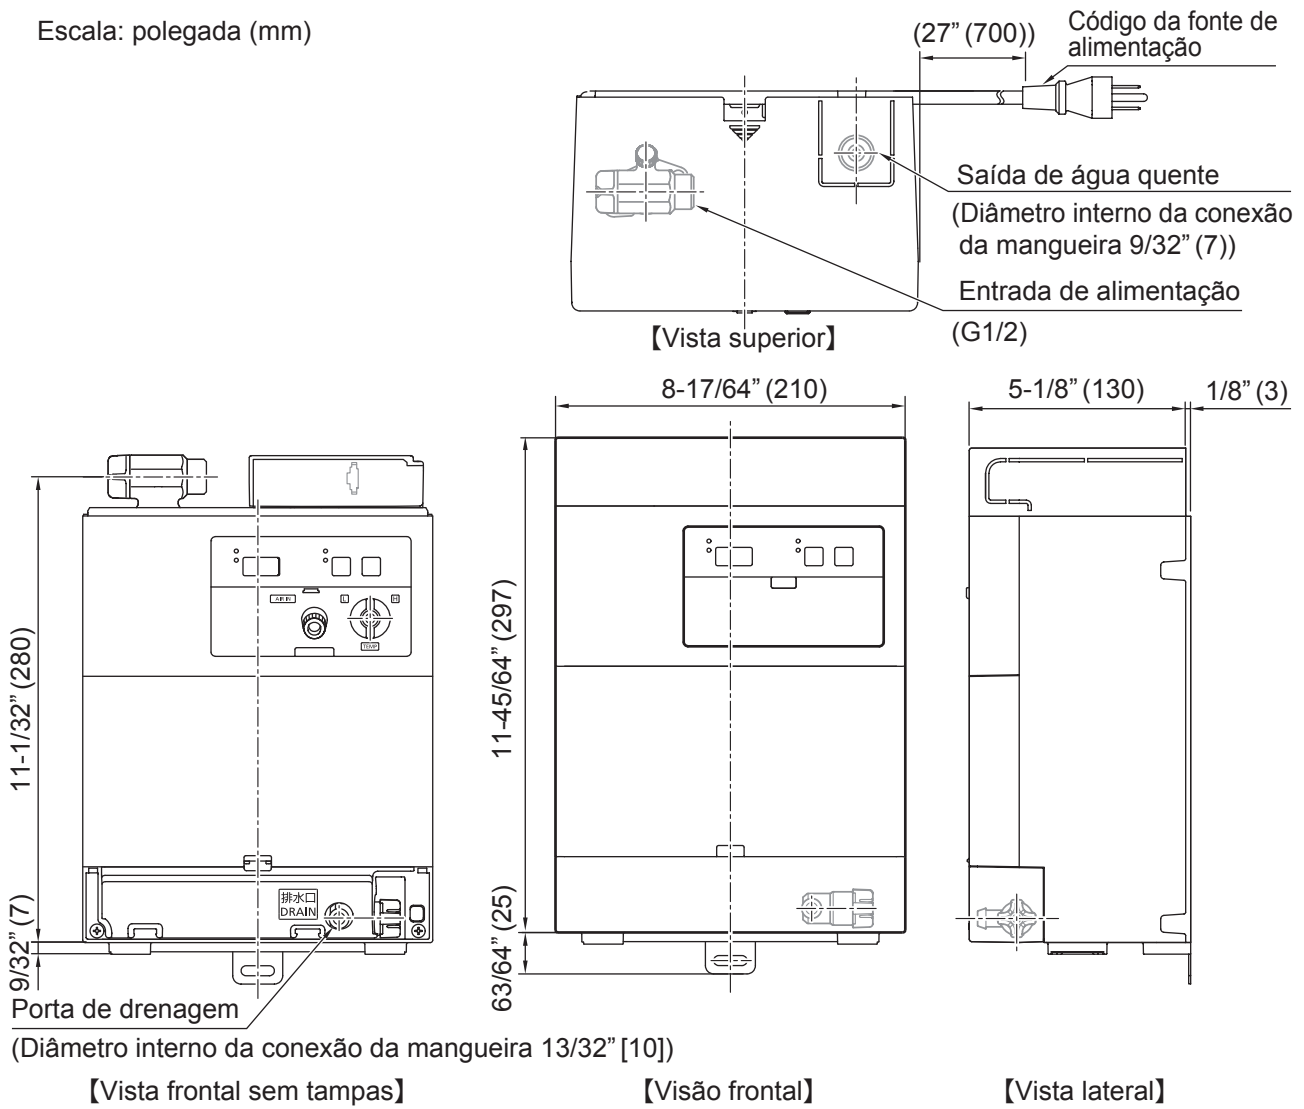 Escala: polegada (mm)
(27” (700))
Código da fonte de
alimentação
Saída de água quente
(Diâmetro interno da conexão
da mangueira 9/32” (7))
Entrada de alimentação
(G1/2)
【Vista superior】
8-17/64” (210)
5-1/8” (130)
1/8” (3)
11-1/32” (280)
AIR IN
L
H
TEMP
11-45/64” (297)
排水口
DRAIN
9/32” (7)
63/64” (25)
Porta de drenagem
(Diâmetro interno da conexão da mangueira 13/32” [10])
【Vista frontal sem tampas】
【Visão frontal】
【Vista lateral】